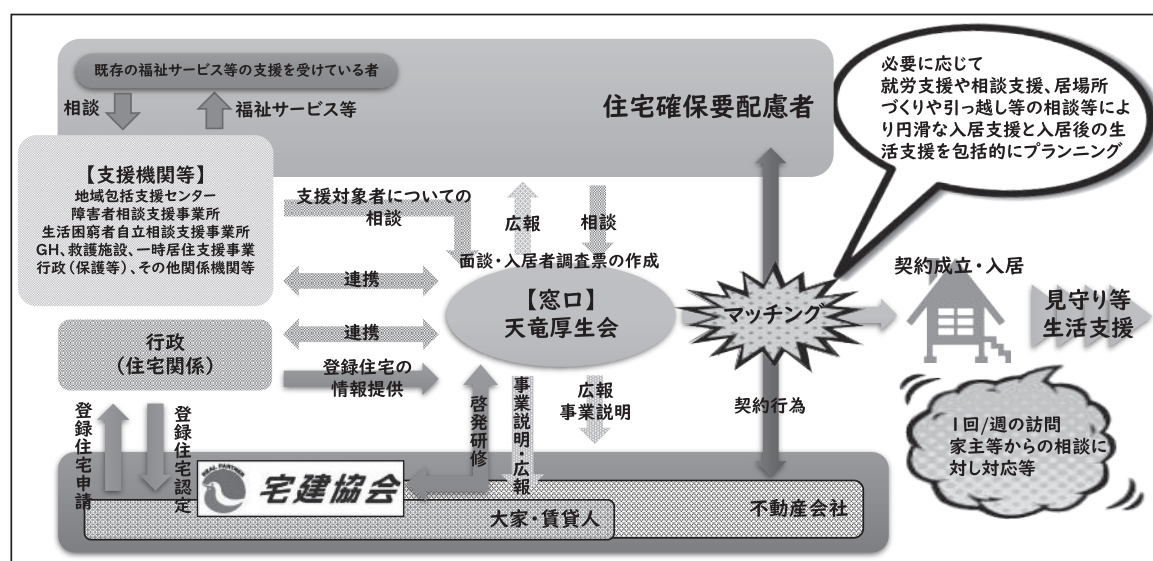 既存の福祉サービス等の支援を受けている者
相談
福祉サービス等
住宅確保要配慮者
必要に応じて
就労支援や相談支援、居場所
づくりや引っ越し等の相談等によ
り円滑な入居支援と入居後の生
活支援を包括的にプランニング
【支援機関等】
地域包括支援センター
障害者相談支援事業所
生活困窮者自立相談支援事業所
GH、救護施設、一時居住支援事業
行政（保護等）、その他関係機関等
支援対象者についての
相談
広報
相談
面談・入居者調査票の作成
連携
【窓口】
天竜厚生会
マッチング
契約成立・入居
見守り等
生活支援
連携
行政
（住宅関係）
登録住宅の
情報提供
登録住宅申請
登録住宅認定
啓発研修
事業説明・広報
広報
事業説明
契約行為
1回/週の訪問
家主等からの相談に
対し対応等
REAL PARTNER
宅建協会
大家・賃貸人
不動産会社